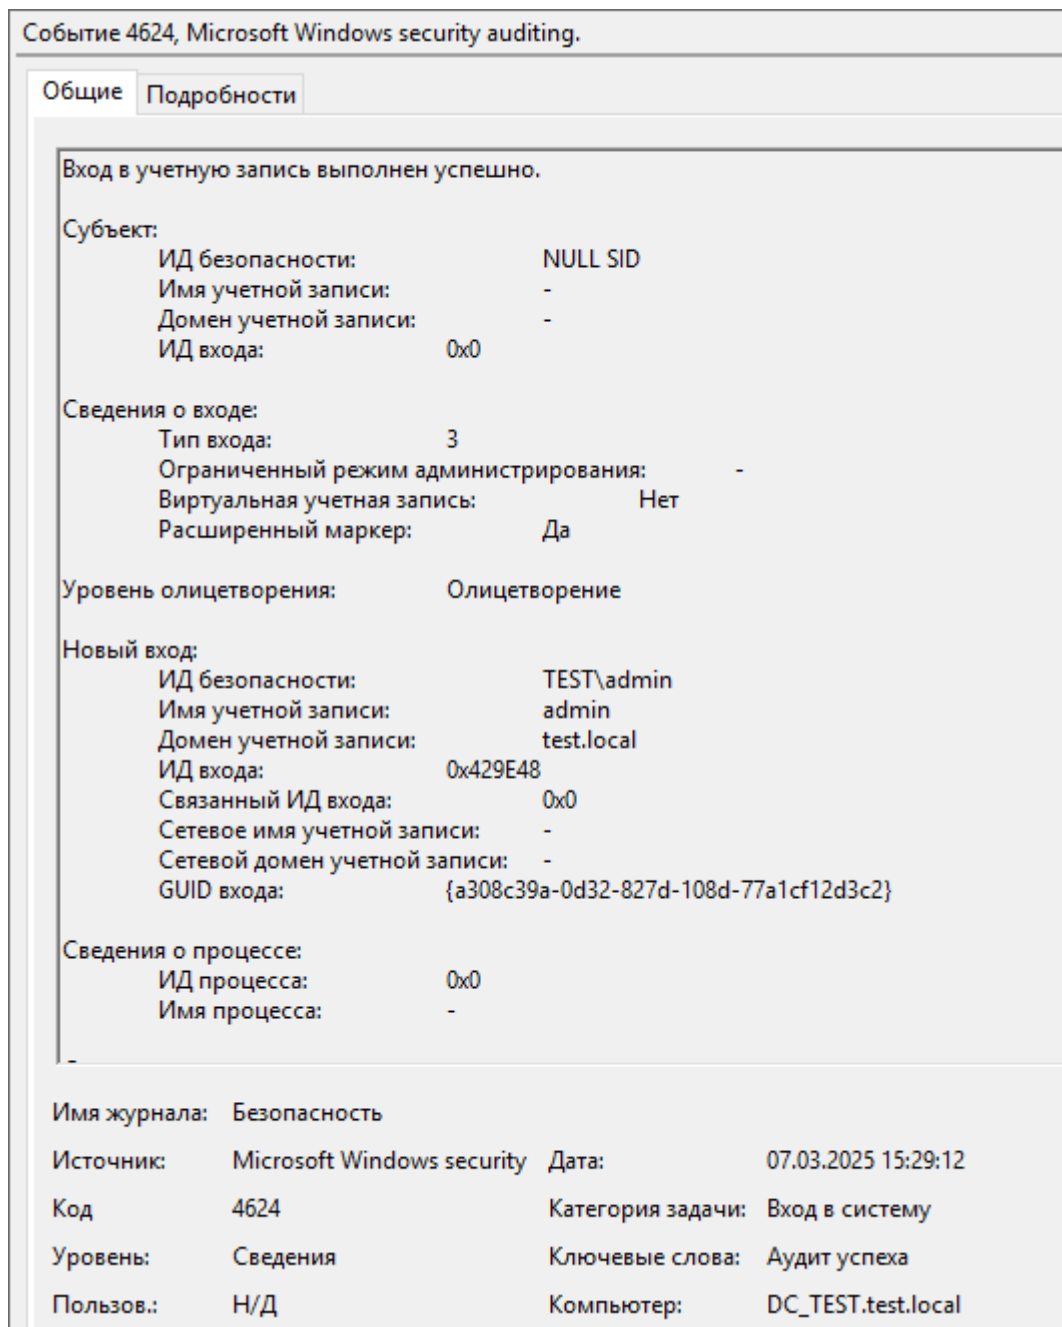 Событие 4624, Microsoft Windows security auditing.
Общие Подробности
Вход в учетную запись выполнен успешно.
Субъект:
ИД безопасности: NULL SID
Имя учетной записи: -
Домен учетной записи: -
ИД входа: 0x0
Сведения о входе:
Тип входа: 3
Ограниченный режим администрирования: -
Виртуальная учетная запись: Нет
Расширенный маркер: Да
Уровень олицетворения: Олицетворение
Новый вход:
ИД безопасности: TEST\admin
Имя учетной записи: admin
Домен учетной записи: test.local
ИД входа: 0x429E48
Связанный ИД входа: 0x0
Сетевое имя учетной записи: -
Сетевой домен учетной записи: -
GUID входа: {a308c39a-0d32-827d-108d-77a1cf12d3c2}
Сведения о процессе:
ИД процесса: 0x0
Имя процесса: -
Имя журнала: Безопасность
Источник: Microsoft Windows security Дата: 07.03.2025 15:29:12
Код 4624 Категория задачи: Вход в систему
Уровень: Сведения Ключевые слова: Аудит успеха
Пользов.: Н/Д Компьютер: DC_TEST.test.local